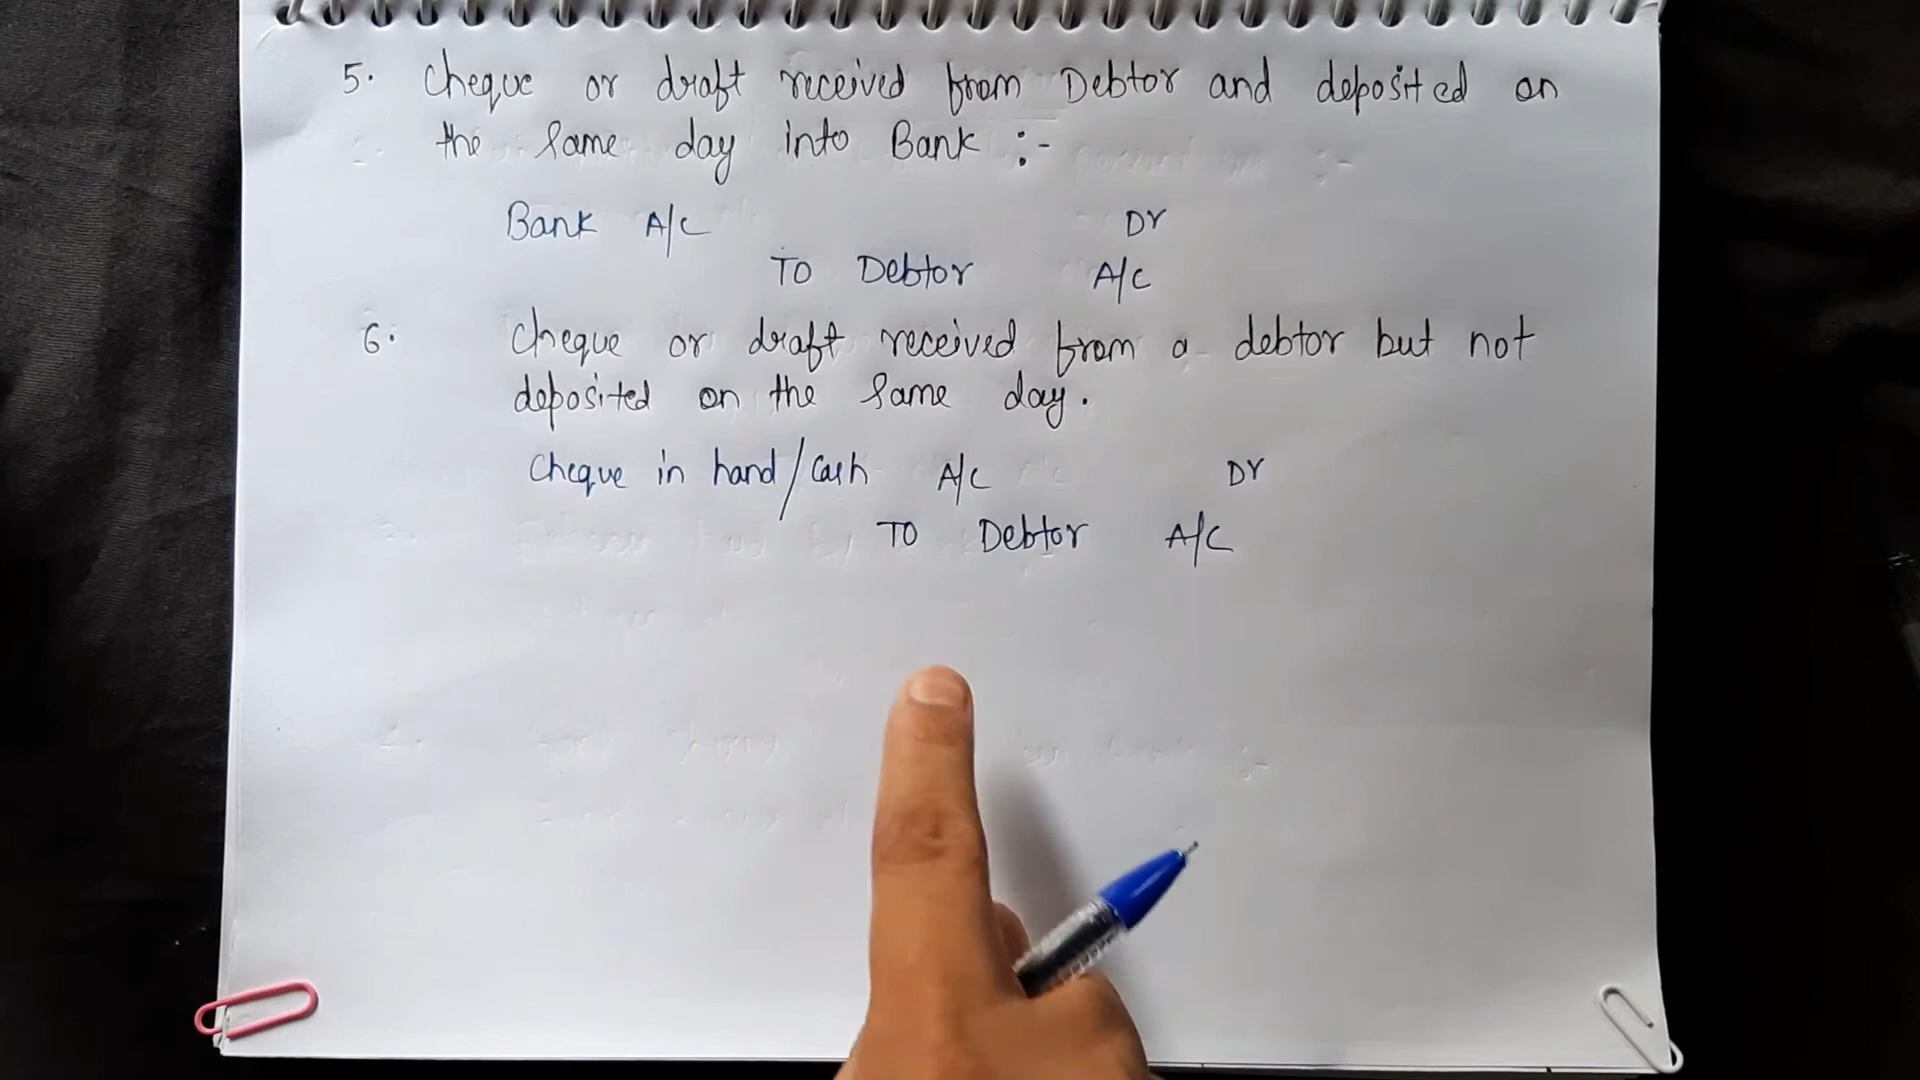 5. Cheque or draft received from Debtor and deposited on
the same day into Bank :-
Bank A/C Dr
To Debtor A/C
6. Cheque or draft received from a debtor but not
deposited on the same day.
Cheque in hand/Cash A/C Dr
To Debtor A/C